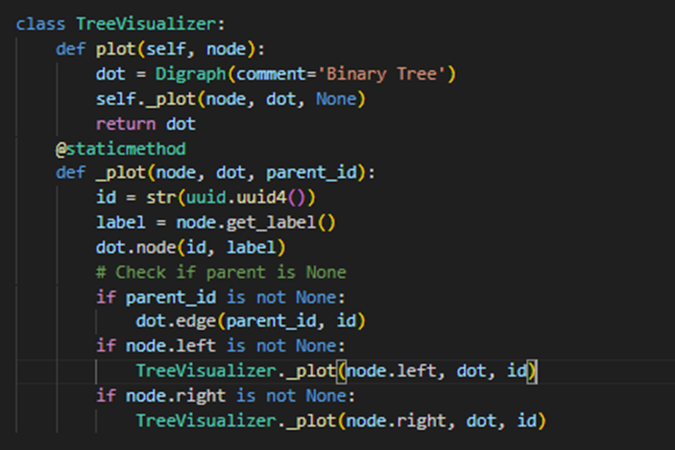 class TreeVisualizer:
    def plot(self, node):
        dot = Digraph(comment='Binary Tree')
        self._plot(node, dot, None)
        return dot
    @staticmethod
    def _plot(node, dot, parent_id):
        id = str(uuid.uuid4())
        label = node.get_label()
        dot.node(id, label)
        # Check if parent is None
        if parent_id is not None:
            dot.edge(parent_id, id)
        if node.left is not None:
            TreeVisualizer._plot(node.left, dot, id)
        if node.right is not None:
            TreeVisualizer._plot(node.right, dot, id)